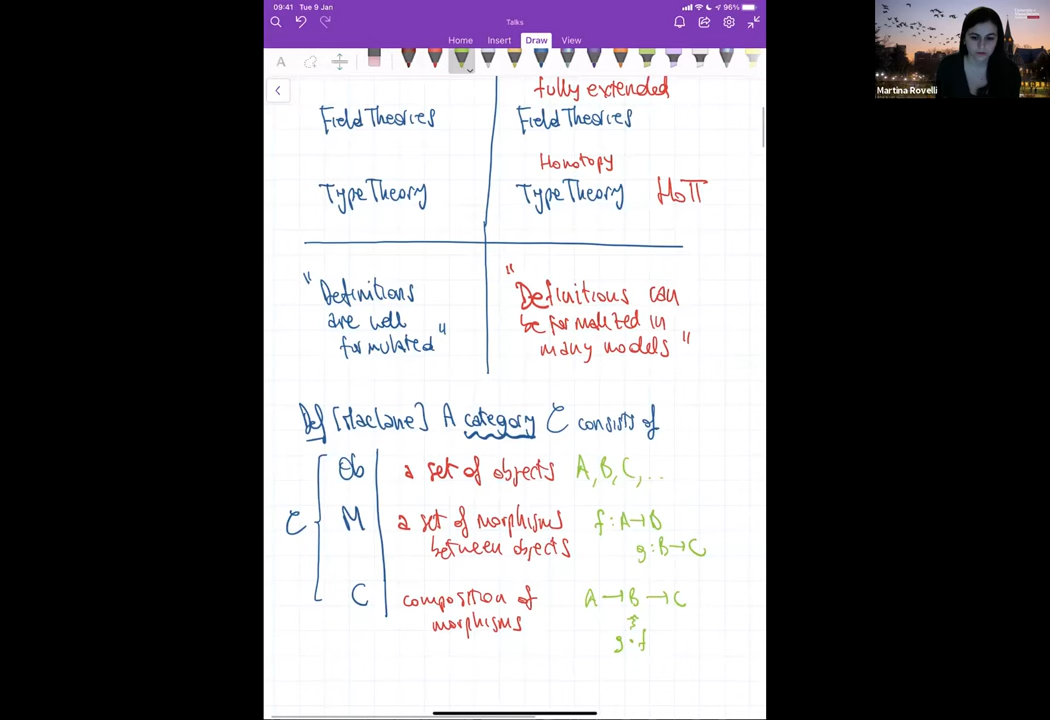 09:41 Tue 9 Jan
Talks
96%
Home Insert Draw View
Martina Rovelli
fully extended
Field Theories
Field Theories
Homotopy
Type Theory
Type Theory HoTT
"Definitions are well formulated"
"Definitions can be formalized in many models"
Def [MacLane] A category C consists of
C
Ob a set of objects A, B, C, ..
M a set of morphisms f: A→B
between objects g: B→C
C composition of A→B→C
morphisms g∘f